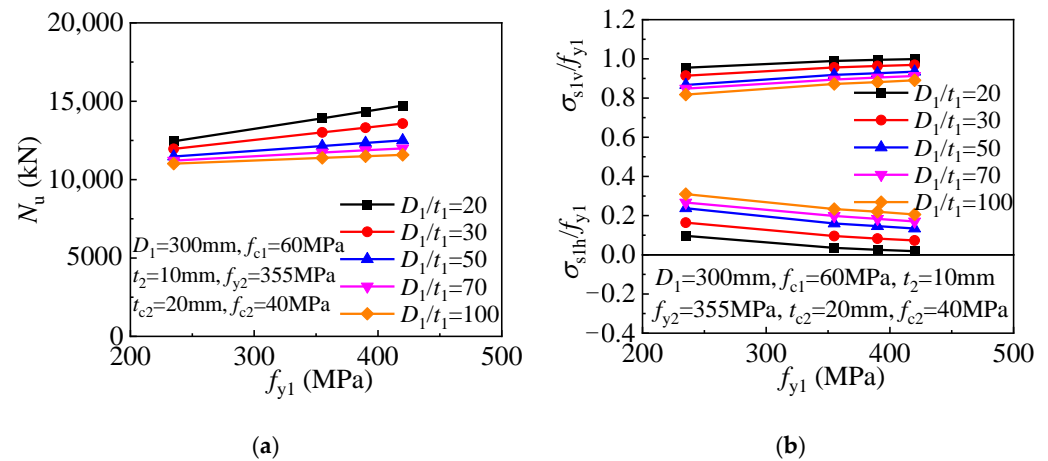 20,000
15,000
10,000
5000
0
N_u (kN)
D_1/t_1=20
D_1/t_1=30
D_1/t_1=50
D_1/t_1=70
D_1/t_1=100
D_1=300mm, f_c1=60MPa
t_2=10mm, f_y2=355MPa
t_c2=20mm, f_c2=40MPa
200 300 400 500
f_y1 (MPa)
(a)
1.2
1.0
0.8
0.6
0.4
0.2
0.0
−0.2
−0.4
σ_s1v/f_y1
σ_s1h/f_y1
D_1/t_1=20
D_1/t_1=30
D_1/t_1=50
D_1/t_1=70
D_1/t_1=100
D_1=300mm, f_c1=60MPa, t_2=10mm
f_y2=355MPa, t_c2=20mm, f_c2=40MPa
200 300 400 500
f_y1 (MPa)
(b)